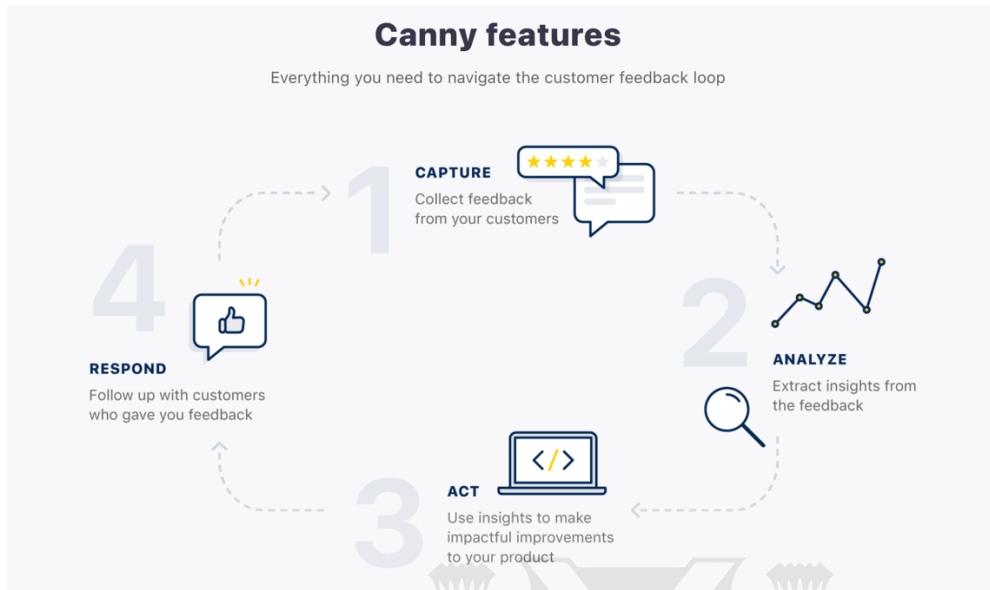 Canny features
Everything you need to navigate the customer feedback loop
1
CAPTURE
Collect feedback
from your customers
2
ANALYZE
Extract insights from
the feedback
3
ACT
Use insights to make
impactful improvements
to your product
</>
4
RESPOND
Follow up with customers
who gave you feedback